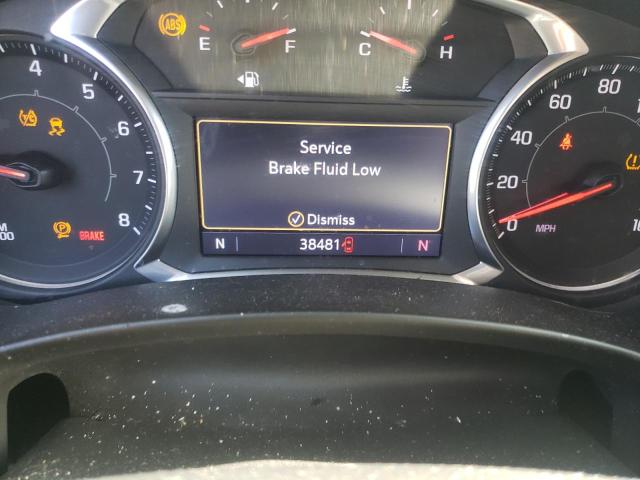 ABS
E F C H
4 5 6 7 8
Service
Brake Fluid Low
Dismiss
N 38481 N
BRAKE
P
0 20 40 60 80
MPH